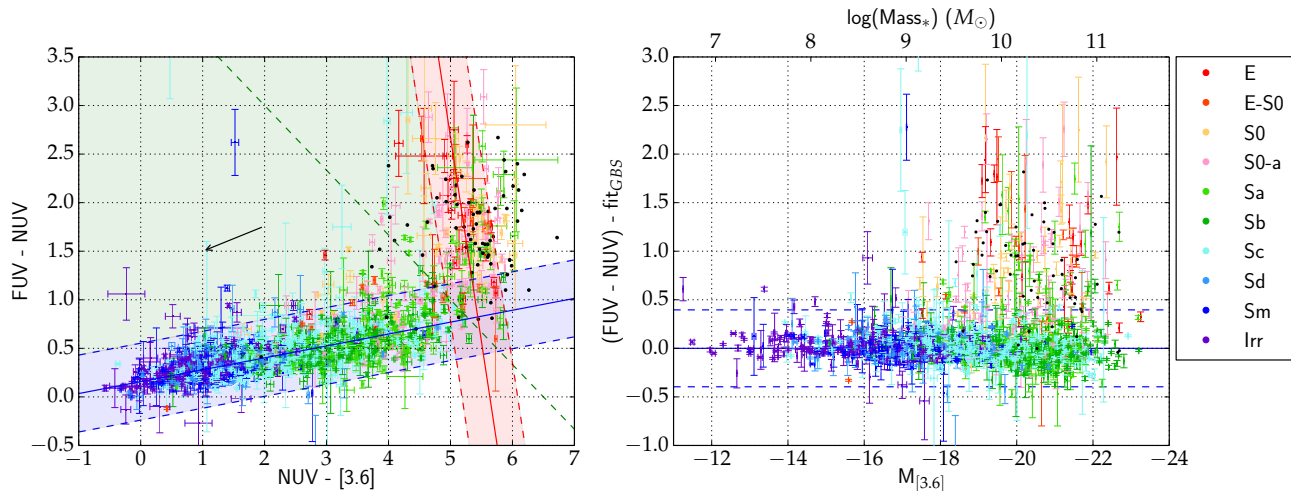 log(Mass∗) (M⊙)
7 8 9 10 11
3.5
3.0
2.5
2.0
1.5
1.0
0.5
0.0
−0.5
FUV - NUV
−1 0 1 2 3 4 5 6 7
NUV - [3.6]
3.0
2.5
2.0
1.5
1.0
0.5
0.0
−0.5
−1.0
(FUV - NUV) - fitGBS
−12 −14 −16 −18 −20 −22 −24
M[3.6]
E
E-S0
S0
S0-a
Sa
Sb
Sc
Sd
Sm
Irr